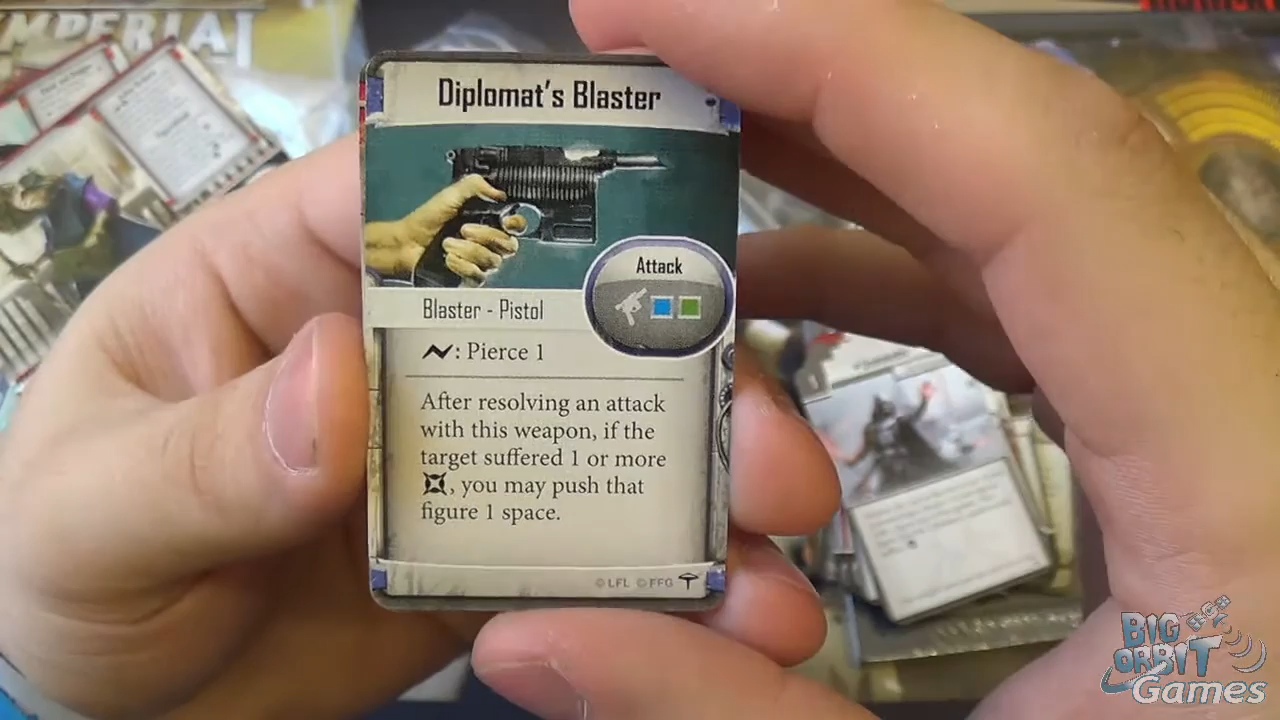 IMPERIAL
Diplomat's Blaster
Attack
Blaster - Pistol
: Pierce 1
After resolving an attack
with this weapon, if the
target suffered 1 or more
, you may push that
figure 1 space.
© LFL © FFG
BIG
ORBIT
Games